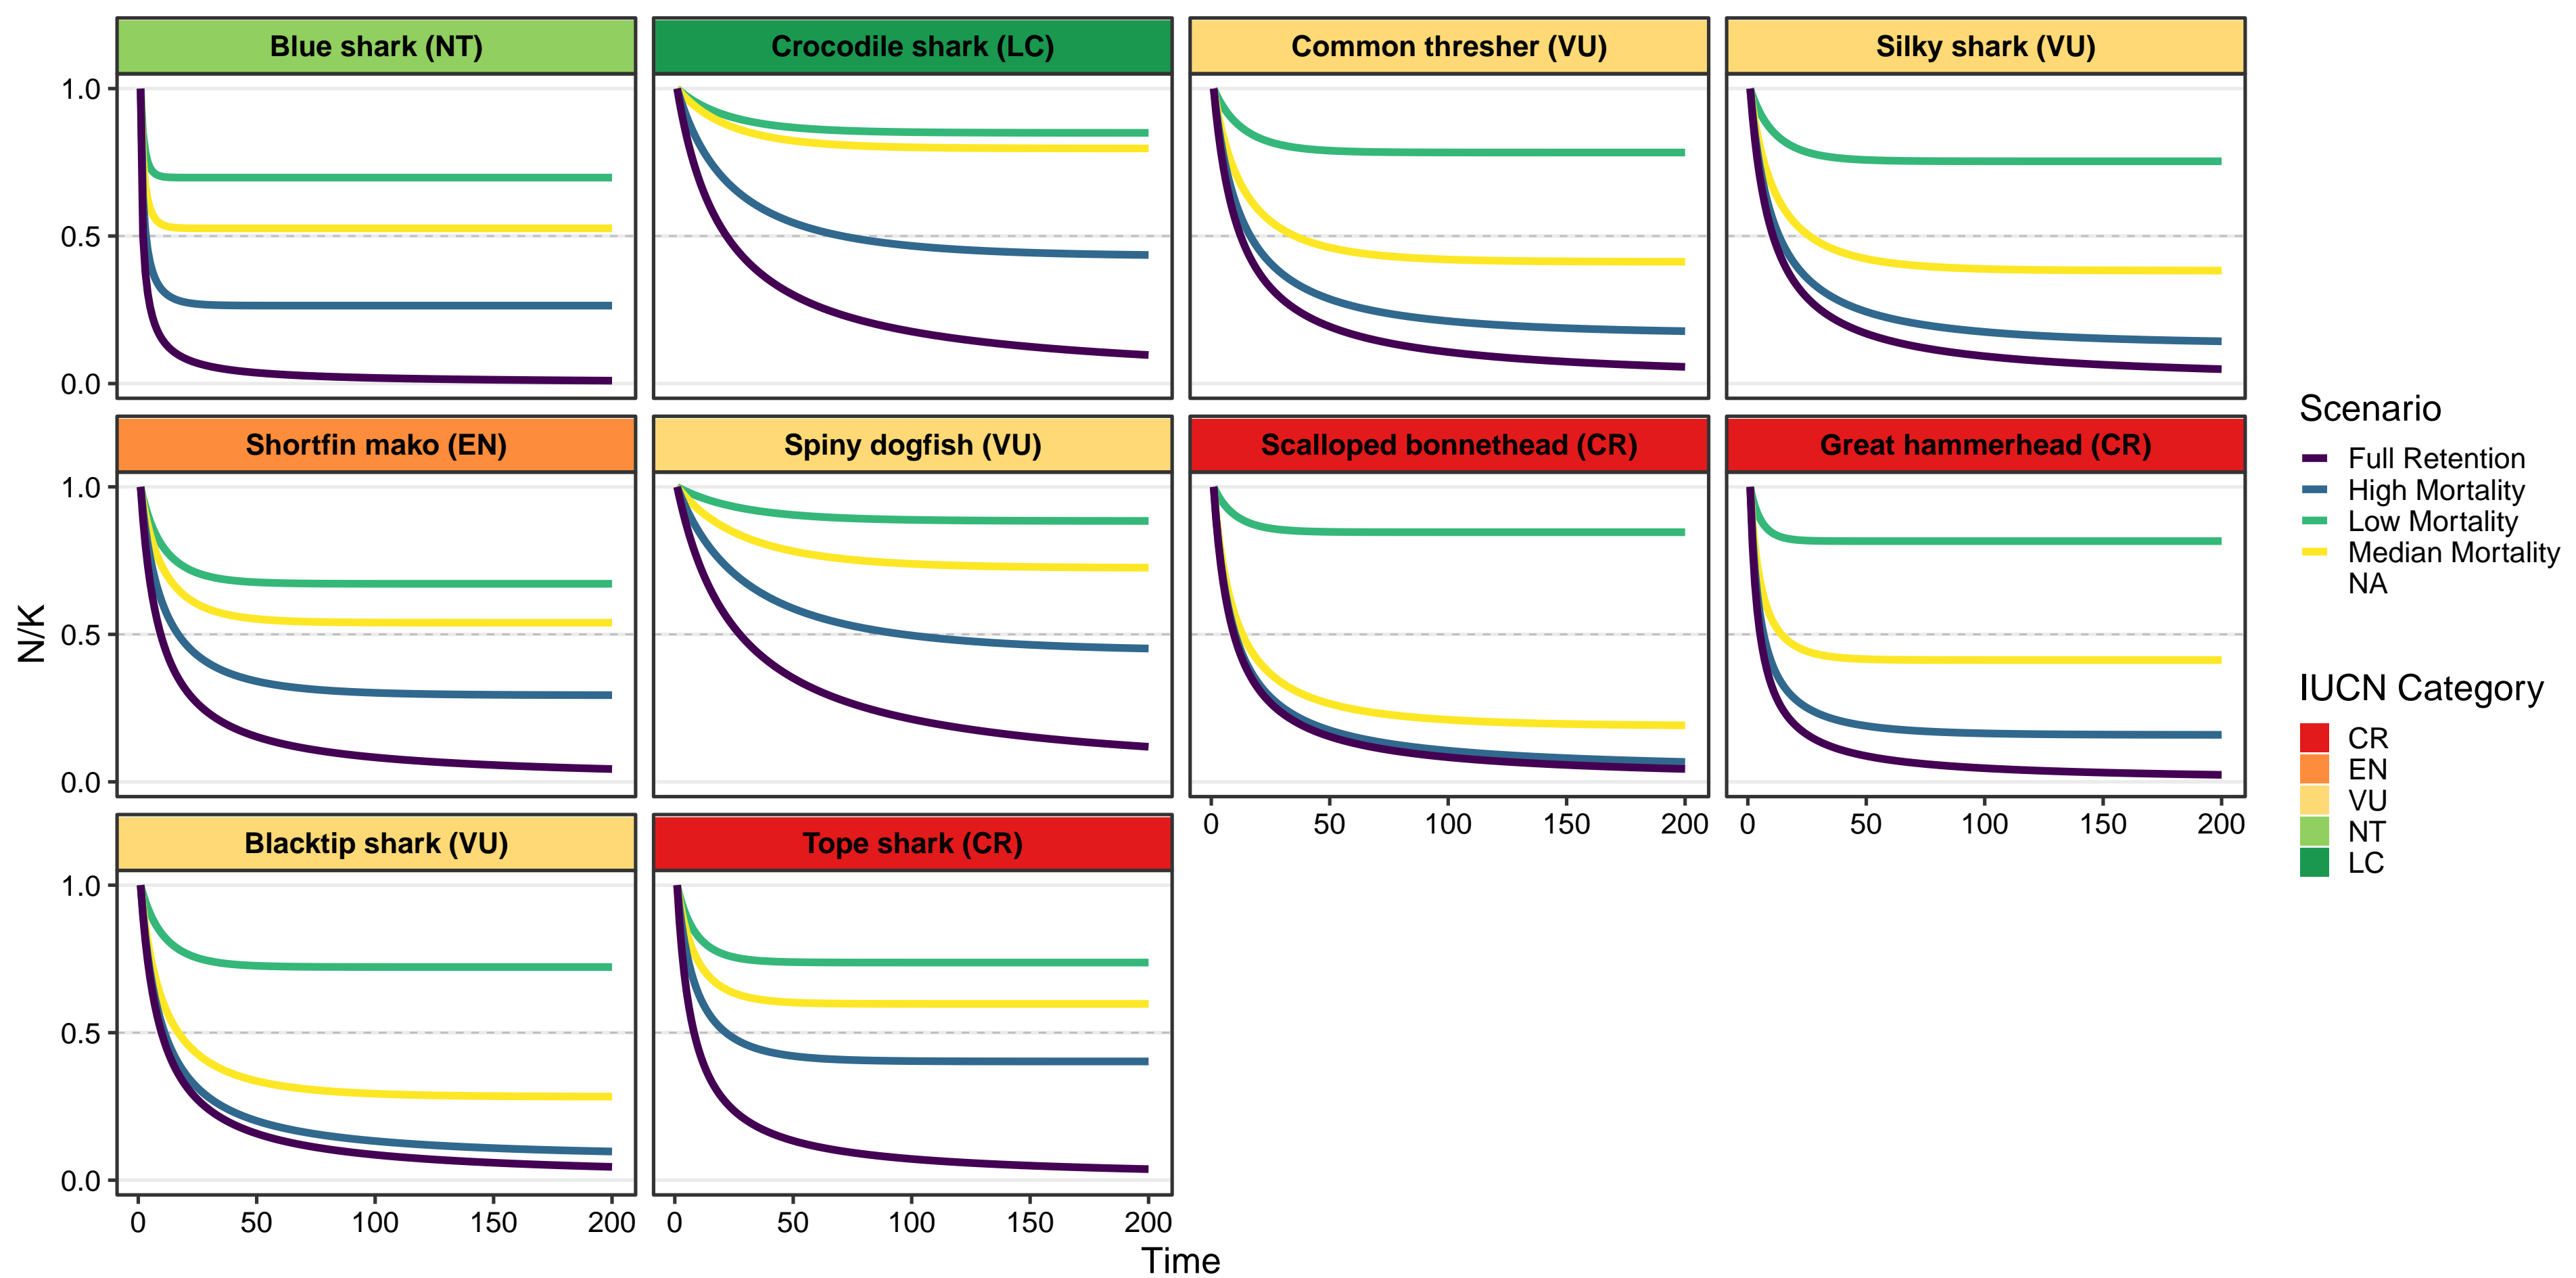 Blue shark (NT)
Crocodile shark (LC)
Common thresher (VU)
Silky shark (VU)
1.0
0.5
0.0
Shortfin mako (EN)
Spiny dogfish (VU)
Scalloped bonnethead (CR)
Great hammerhead (CR)
1.0
0.5
0.0
0 50 100 150 200
0 50 100 150 200
Blacktip shark (VU)
Tope shark (CR)
1.0
0.5
0.0
0 50 100 150 200
0 50 100 150 200
N/K
Time
Scenario
Full Retention
High Mortality
Low Mortality
Median Mortality
NA
IUCN Category
CR
EN
VU
NT
LC